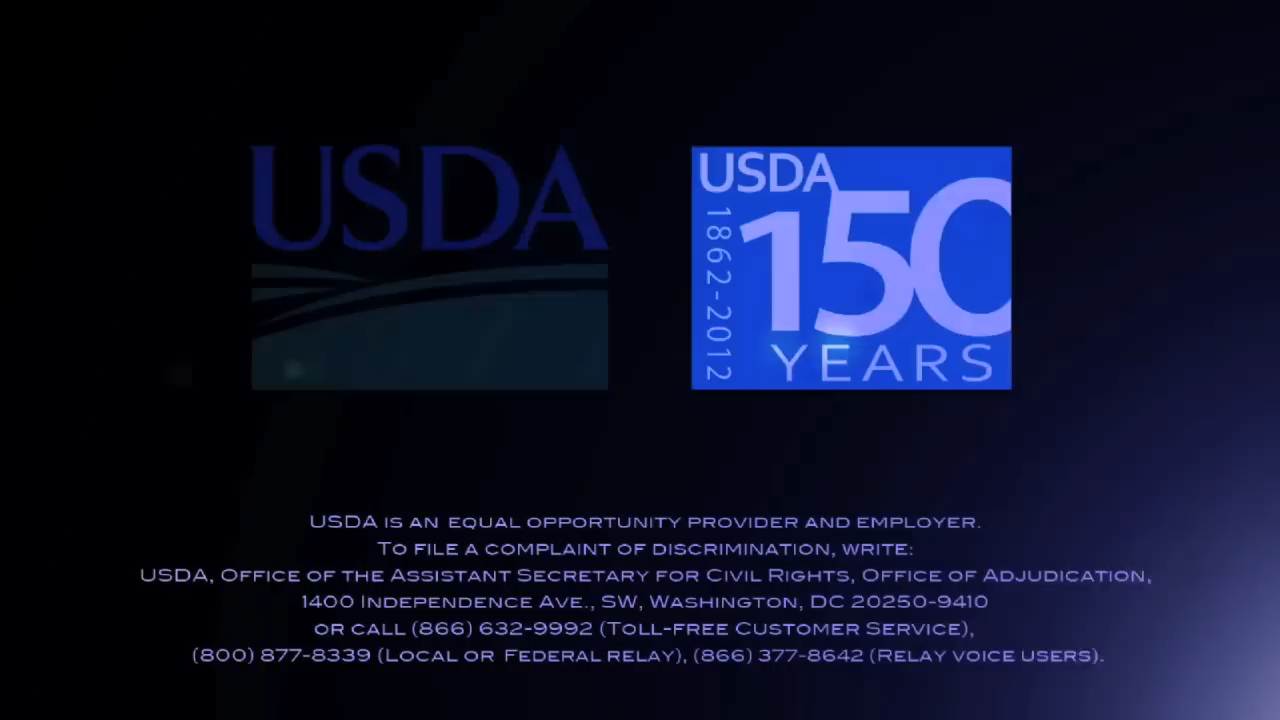 USDA
USDA
1862-2012
150
YEARS
USDA IS AN EQUAL OPPORTUNITY PROVIDER AND EMPLOYER.
TO FILE A COMPLAINT OF DISCRIMINATION, WRITE:
USDA, OFFICE OF THE ASSISTANT SECRETARY FOR CIVIL RIGHTS, OFFICE OF ADJUDICATION,
1400 INDEPENDENCE AVE., SW, WASHINGTON, DC 20250-9410
OR CALL (866) 632-9992 (TOLL-FREE CUSTOMER SERVICE),
(800) 877-8339 (LOCAL OR FEDERAL RELAY), (866) 377-8642 (RELAY VOICE USERS).